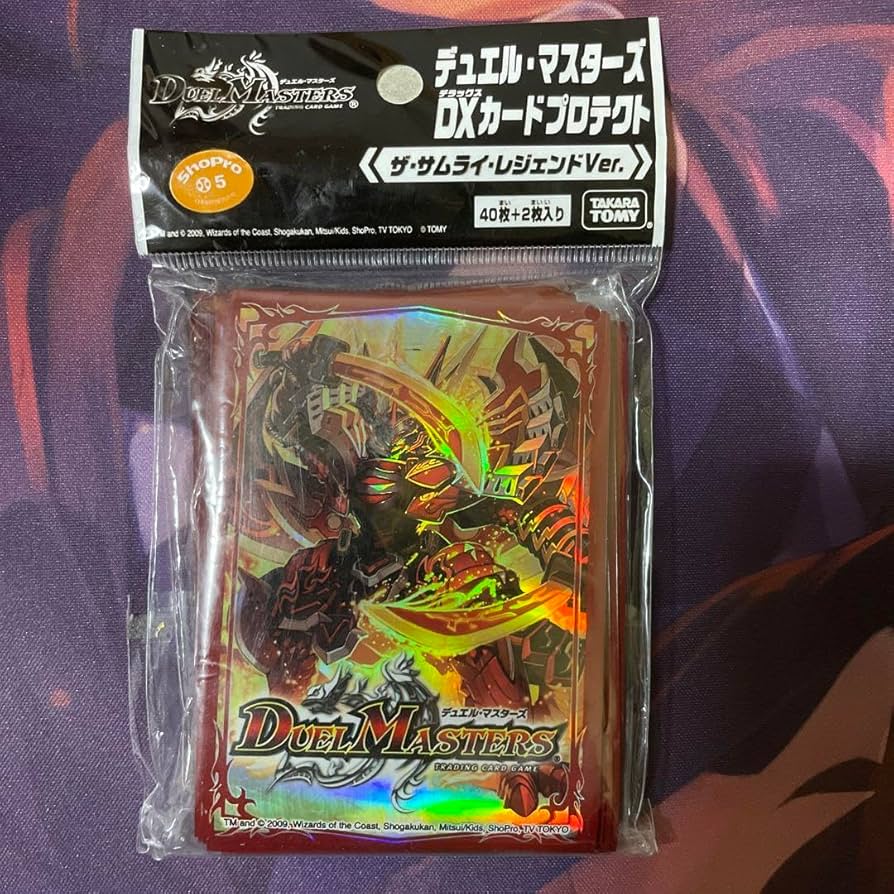 デュエル・マスターズ
DUEL MASTERS
TRADING CARD GAME ®
デュエル・マスターズ
デラックス
DXカードプロテクト
ザ・サムライ・レジェンドVer.
ShoPro
5
まい まいい
40枚+2枚入り
TAKARA
TOMY®
TM and © 2009, Wizards of the Coast, Shogakukan, Mitsui/Kids, ShoPro, TV TOKYO © TOMY
デュエル・マスターズ
DUEL MASTERS®
TRADING CARD GAME
TM and © 2009, Wizards of the Coast, Shogakukan, Mitsui/Kids, ShoPro, TV TOKYO